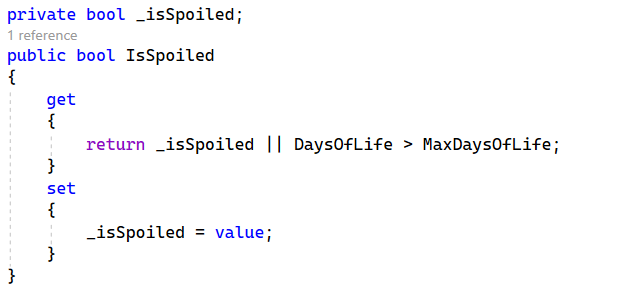 private bool _isSpoiled;
1 reference
public bool IsSpoiled
{
    get
    {
        return _isSpoiled || DaysOfLife > MaxDaysOfLife;
    }
    set
    {
        _isSpoiled = value;
    }
}